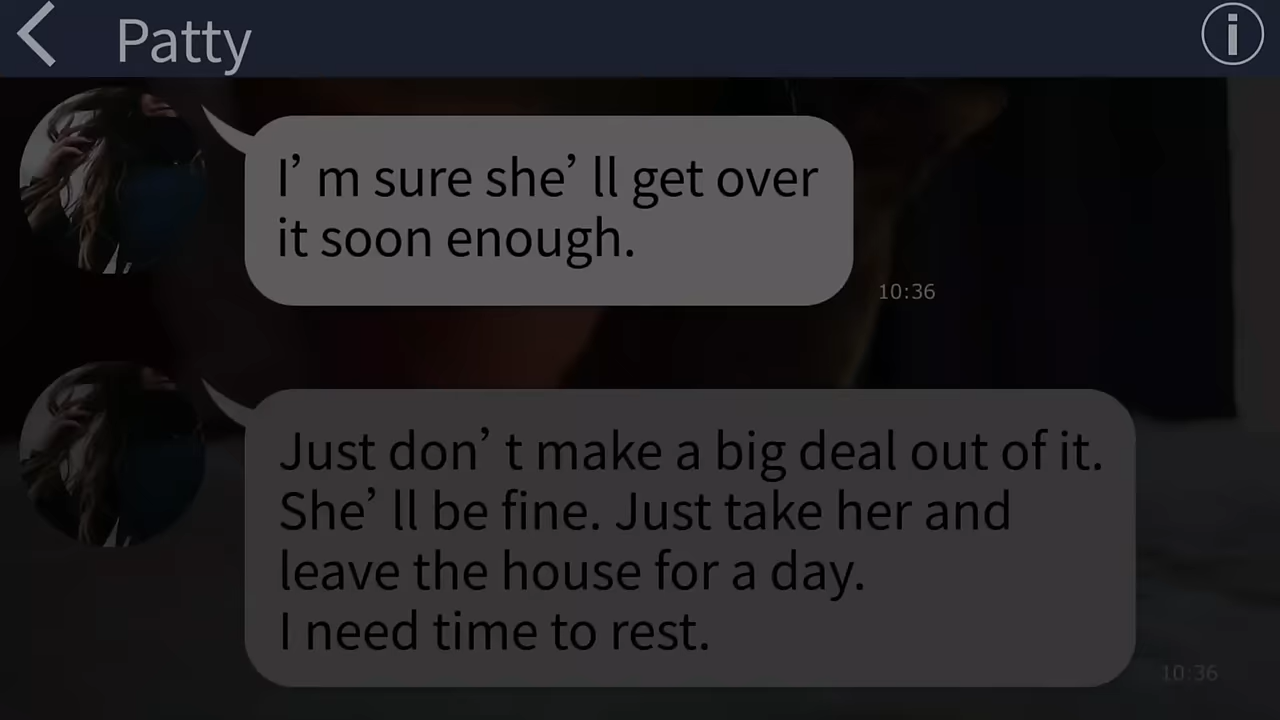 Patty
I’ m sure she’ ll get over
it soon enough.
10:36
Just don’ t make a big deal out of it.
She’ ll be fine. Just take her and
leave the house for a day.
I need time to rest.
10:36